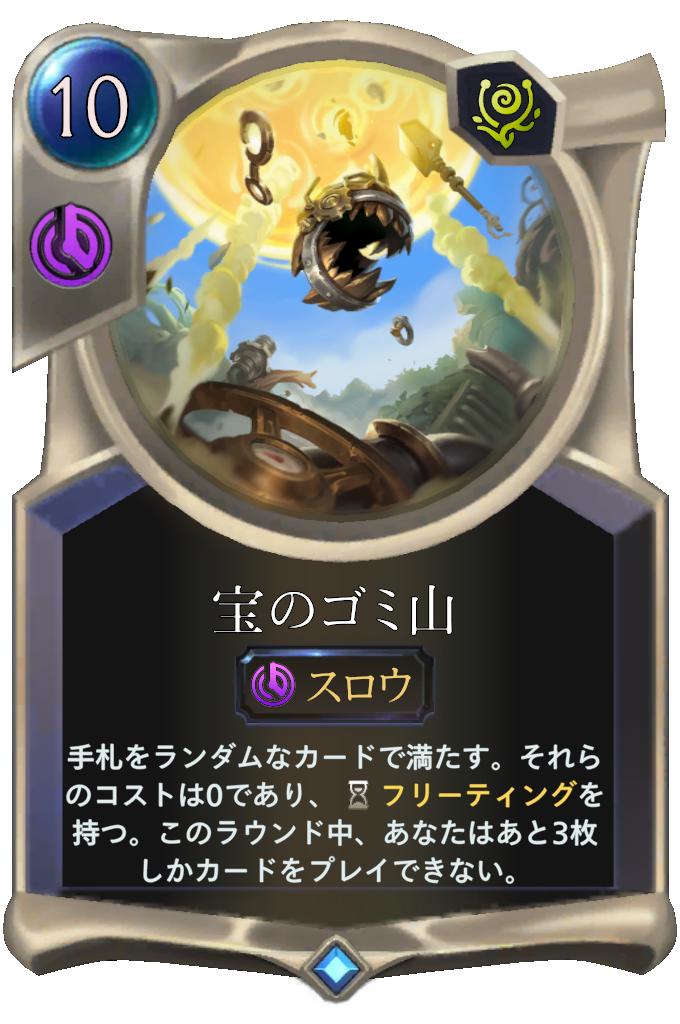 10
宝のゴミ山
スロウ
手札をランダムなカードで満たす。それら
のコストは0であり、 フリーティングを
持つ。このラウンド中、あなたはあと3枚
しかカードをプレイできない。